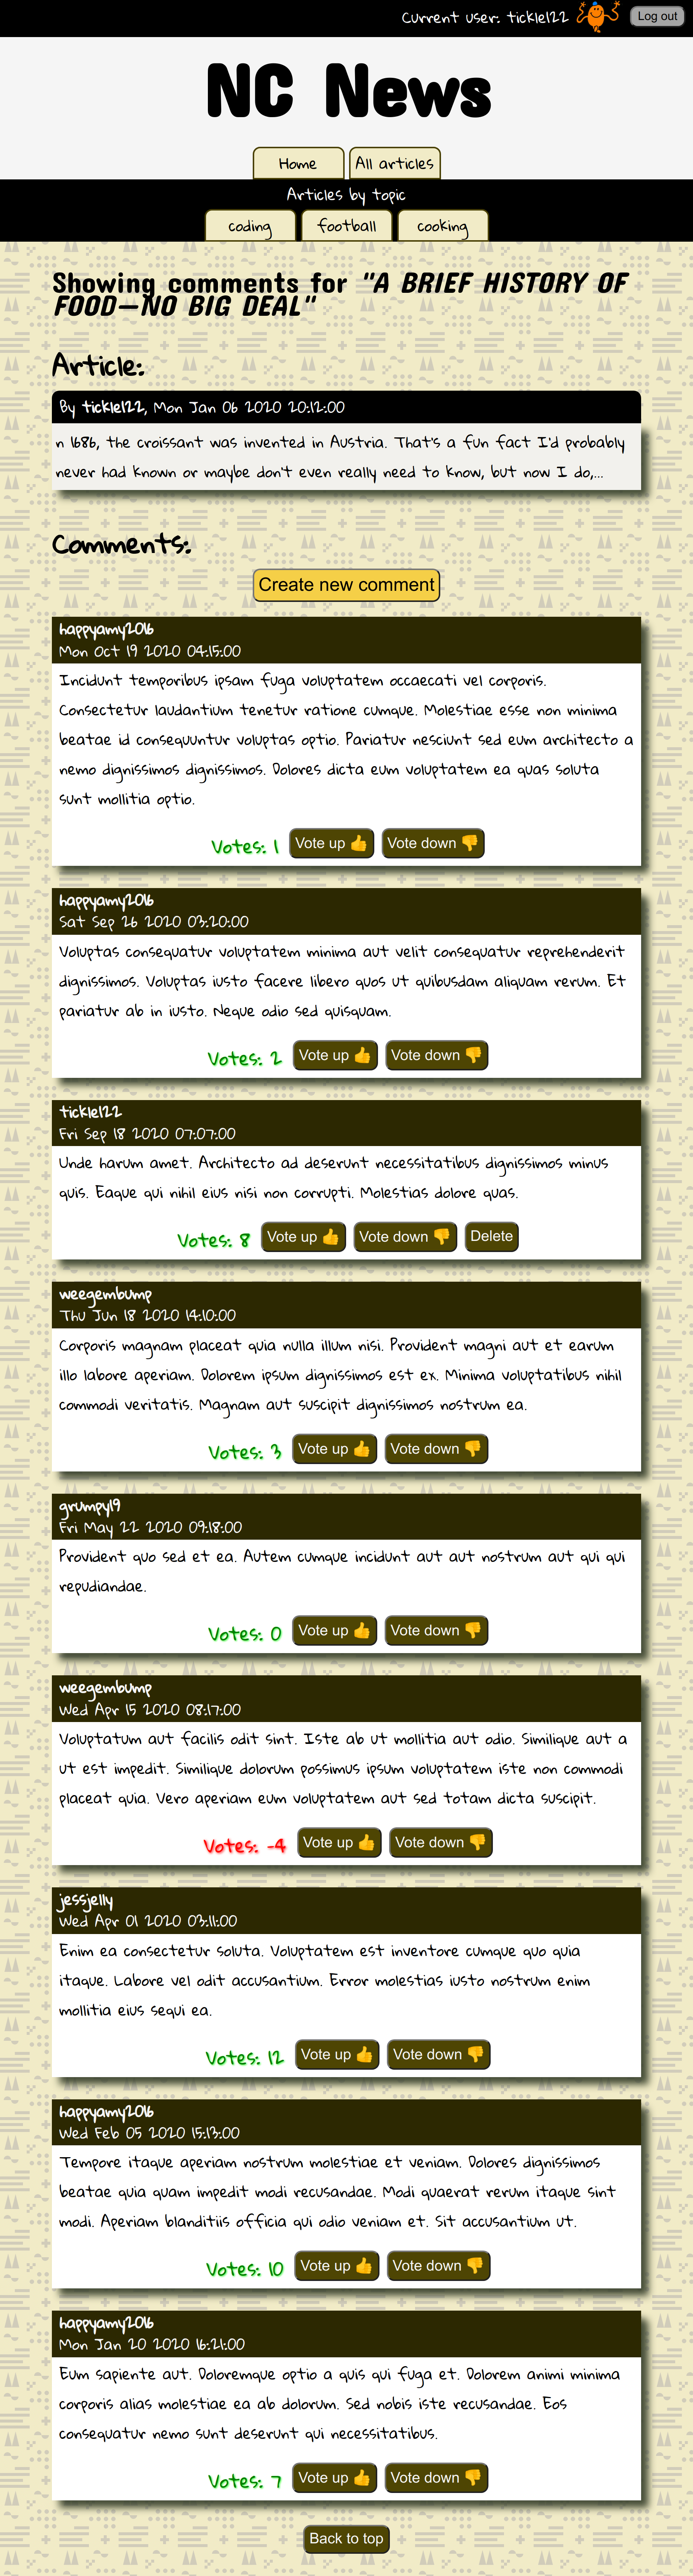 Current user: tickle122 Log out
NC News
Home All articles
Articles by topic
coding football cooking
Showing comments for "A BRIEF HISTORY OF
FOOD—NO BIG DEAL"
Article:
By tickle122, Mon Jan 06 2020 20:12:00
n 1686, the croissant was invented in Austria. That's a fun fact I'd probably
never had known or maybe don't even really need to know, but now I do,...
Comments:
Create new comment
happyamy2016
Mon Oct 19 2020 04:15:00
Incidunt temporibus ipsam fuga voluptatem occaecati vel corporis.
Consectetur laudantium tenetur ratione cumque. Molestiae esse non minima
beatae id consequuntur voluptas optio. Pariatur nesciunt sed eum architecto a
nemo dignissimos dignissimos. Dolores dicta eum voluptatem ea quas soluta
sunt mollitia optio.
Votes: 1 Vote up 👍 Vote down 👎
happyamy2016
Sat Sep 26 2020 03:20:00
Voluptas consequatur voluptatem minima aut velit consequatur reprehenderit
dignissimos. Voluptas iusto facere libero quos ut quibusdam aliquam rerum. Et
pariatur ab in iusto. Neque odio sed quisquam.
Votes: 2 Vote up 👍 Vote down 👎
tickle122
Fri Sep 18 2020 07:07:00
Unde harum amet. Architecto ad deserunt necessitatibus dignissimos minus
quis. Eaque qui nihil eius nisi non corrupti. Molestias dolore quas.
Votes: 8 Vote up 👍 Vote down 👎 Delete
weegembump
Thu Jun 18 2020 14:10:00
Corporis magnam placeat quia nulla illum nisi. Provident magni aut et earum
illo labore aperiam. Dolorem ipsum dignissimos est ex. Minima voluptatibus nihil
commodi veritatis. Magnam aut suscipit dignissimos nostrum ea.
Votes: 3 Vote up 👍 Vote down 👎
grumpy19
Fri May 22 2020 09:18:00
Provident quo sed et ea. Autem cumque incidunt aut aut nostrum aut qui qui
repudiandae.
Votes: 0 Vote up 👍 Vote down 👎
weegembump
Wed Apr 15 2020 08:17:00
Voluptatum aut facilis odit sint. Iste ab ut mollitia aut odio. Similique aut a
ut est impedit. Similique dolorum possimus ipsum voluptatem iste non commodi
placeat quia. Vero aperiam eum voluptatem aut sed totam dicta suscipit.
Votes: -4 Vote up 👍 Vote down 👎
jessjelly
Wed Apr 01 2020 03:11:00
Enim ea consectetur soluta. Voluptatem est inventore cumque quo quia
itaque. Labore vel odit accusantium. Error molestias iusto nostrum enim
mollitia eius sequi ea.
Votes: 12 Vote up 👍 Vote down 👎
happyamy2016
Wed Feb 05 2020 15:13:00
Tempore itaque aperiam nostrum molestiae et veniam. Dolores dignissimos
beatae quia quam impedit modi recusandae. Modi quaerat rerum itaque sint
modi. Aperiam blanditiis officia qui odio veniam et. Sit accusantium ut.
Votes: 10 Vote up 👍 Vote down 👎
happyamy2016
Mon Jan 20 2020 16:21:00
Eum sapiente aut. Doloremque optio a quis qui fuga et. Dolorem animi minima
corporis alias molestiae ea ab dolorum. Sed nobis iste recusandae. Eos
consequatur nemo sunt deserunt qui necessitatibus.
Votes: 7 Vote up 👍 Vote down 👎
Back to top